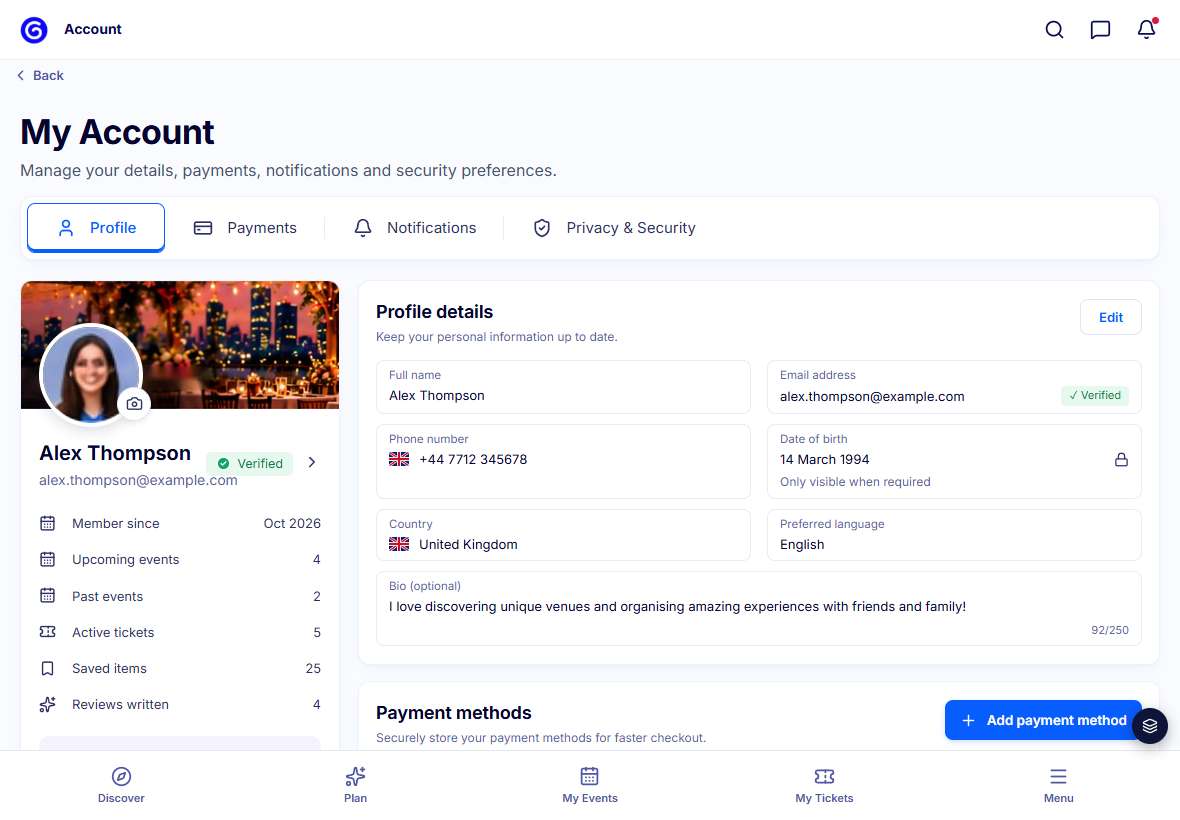 Account
Back
My Account
Manage your details, payments, notifications and security preferences.
Profile
Payments
Notifications
Privacy & Security
Alex Thompson
Verified
alex.thompson@example.com
Member since Oct 2026
Upcoming events 4
Past events 2
Active tickets 5
Saved items 25
Reviews written 4
Profile details
Edit
Keep your personal information up to date.
Full name
Alex Thompson
Email address
alex.thompson@example.com
✓ Verified
Phone number
+44 7712 345678
Date of birth
14 March 1994
Only visible when required
Country
United Kingdom
Preferred language
English
Bio (optional)
I love discovering unique venues and organising amazing experiences with friends and family!
92/250
Payment methods
Securely store your payment methods for faster checkout.
+ Add payment method
Discover
Plan
My Events
My Tickets
Menu